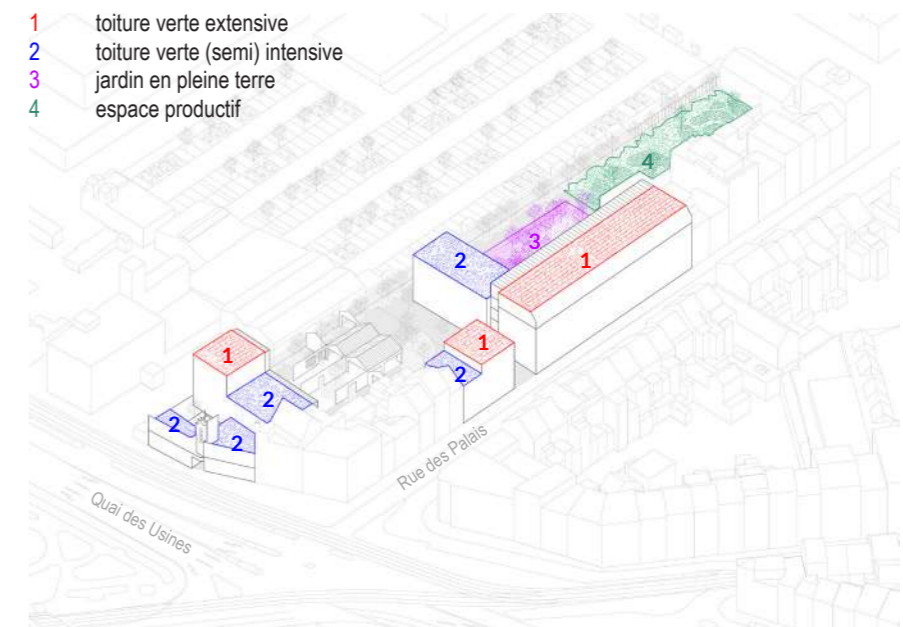 1 toiture verte extensive
2 toiture verte (semi) intensive
3 jardin en pleine terre
4 espace productif
4
3
2
1
1
1
2
2
2
2
Rue des Palais
Quai des Usines